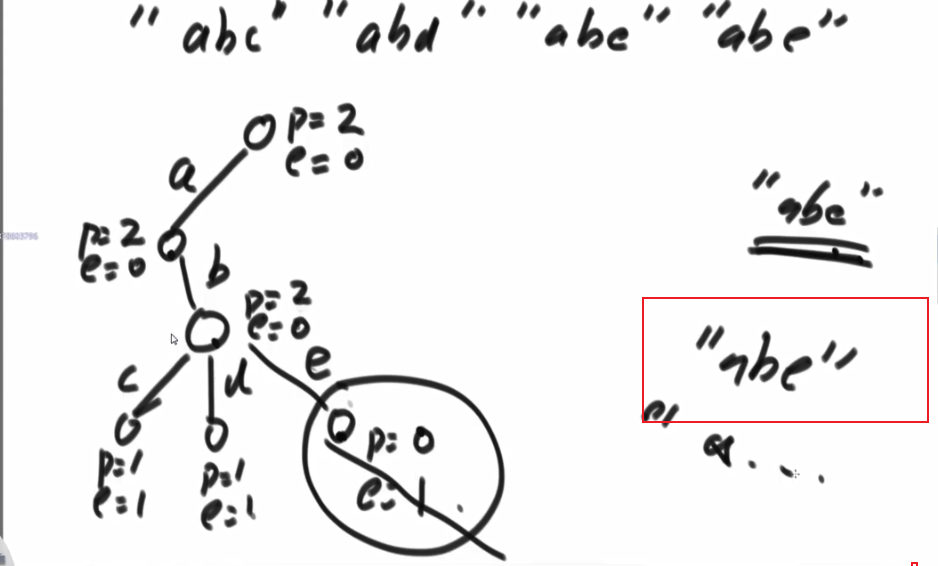 "abc" "abd" "abe" "abe"
p=2
e=0
a
"abe"
p=2
e=0
b
p=2
e=0
"abe"
c
d
e
"a....
p=1
e=1
p=1
e=1
p=0
e=1